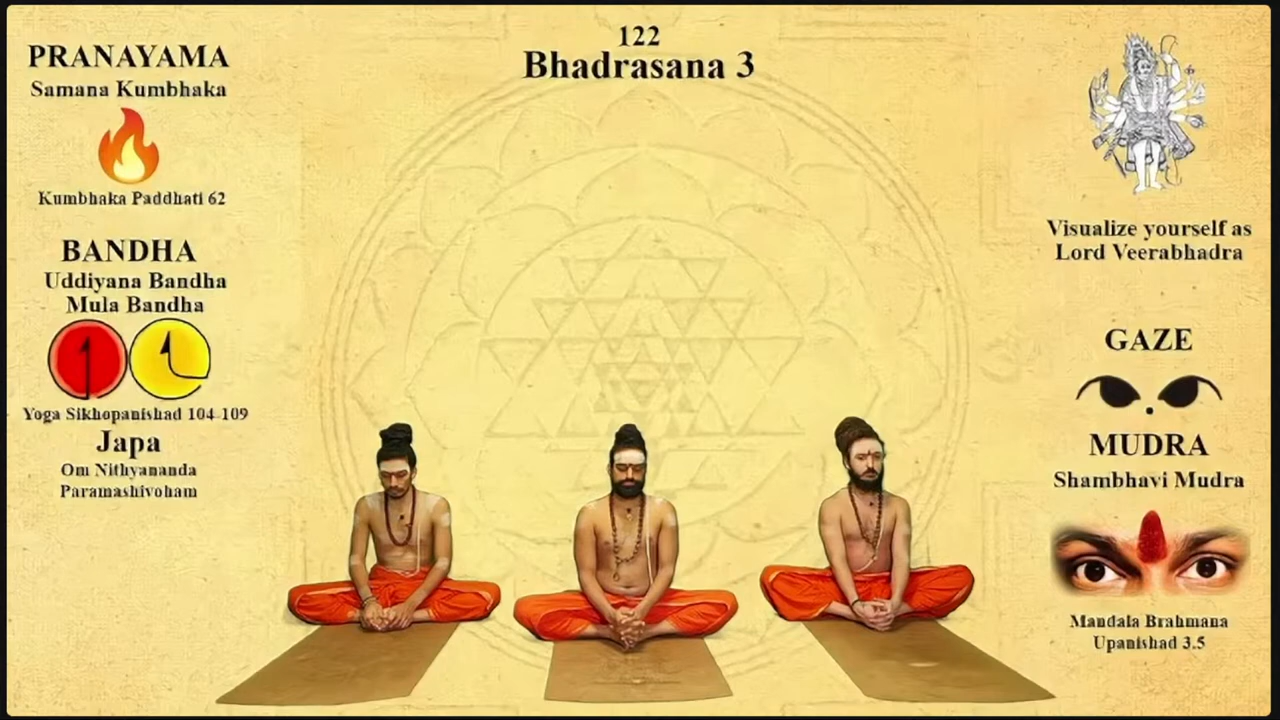 122
Bhadrasana 3
PRANAYAMA
Samana Kumbhaka
Kumbhaka Paddhati 62
BANDHA
Uddiyana Bandha
Mula Bandha
Yoga Sikhopanishad 104-109
Japa
Om Nithyananda
Paramashivoham
Visualize yourself as
Lord Veerabhadra
GAZE
MUDRA
Shambhavi Mudra
Mandala Brahmana
Upanishad 3.5